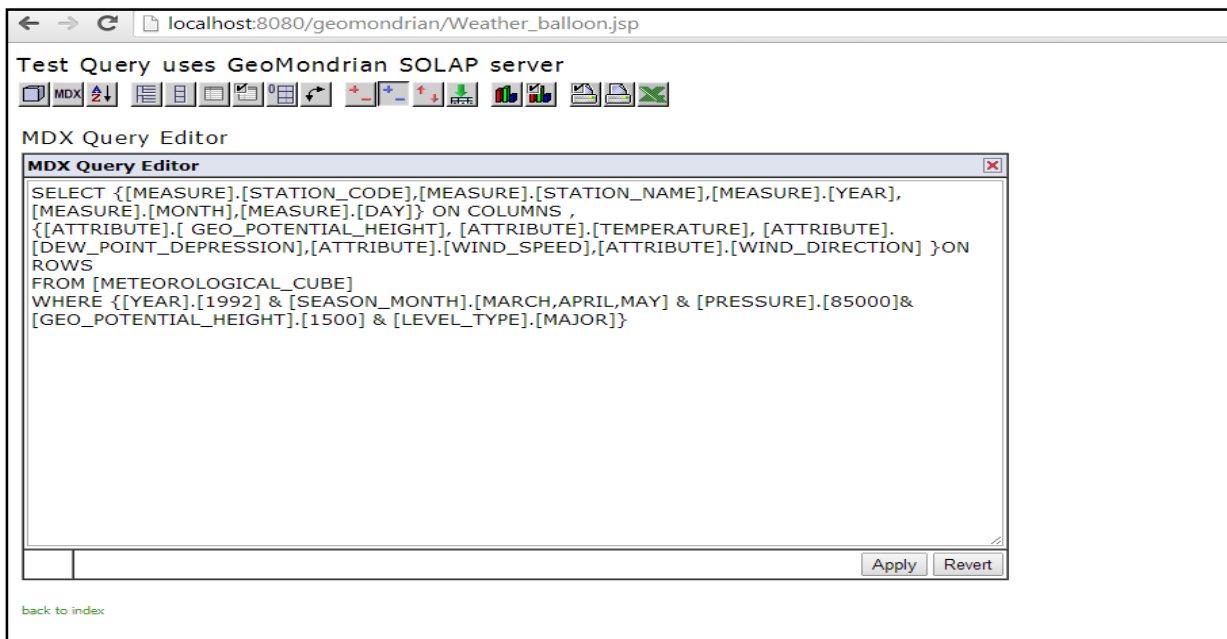 localhost:8080/geomondrian/Weather_balloon.jsp
Test Query uses GeoMondrian SOLAP server
MDX
MDX Query Editor
MDX Query Editor
SELECT {[MEASURE].[STATION_CODE],[MEASURE].[STATION_NAME],[MEASURE].[YEAR],
[MEASURE].[MONTH],[MEASURE].[DAY]} ON COLUMNS ,
{[ATTRIBUTE].[ GEO_POTENTIAL_HEIGHT], [ATTRIBUTE].[TEMPERATURE], [ATTRIBUTE].
[DEW_POINT_DEPRESSION],[ATTRIBUTE].[WIND_SPEED],[ATTRIBUTE].[WIND_DIRECTION] }ON
ROWS
FROM [METEOROLOGICAL_CUBE]
WHERE {[YEAR].[1992] & [SEASON_MONTH].[MARCH,APRIL,MAY] & [PRESSURE].[85000]&
[GEO_POTENTIAL_HEIGHT].[1500] & [LEVEL_TYPE].[MAJOR]}
Apply Revert
back to index